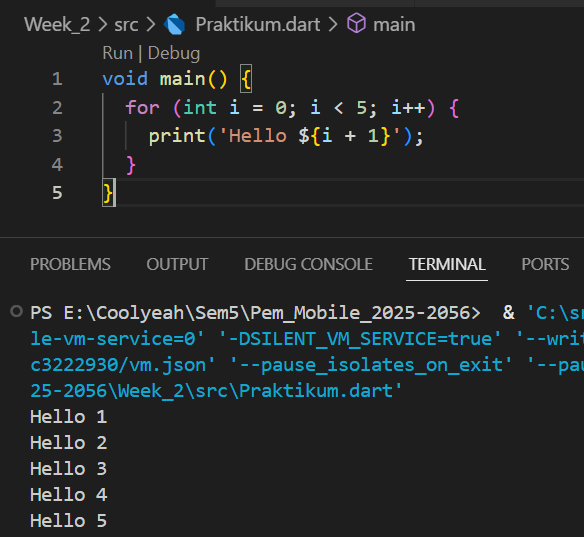 Week_2 > src > Praktikum.dart > main
Run | Debug
1 void main() {
2 for (int i = 0; i < 5; i++) {
3 print('Hello ${i + 1}');
4 }
5 }
PROBLEMS OUTPUT DEBUG CONSOLE TERMINAL PORTS
PS E:\Coolyeah\Sem5\Pem_Mobile_2025-2056> & 'C:\sr
le-vm-service=0' '-DSILENT_VM_SERVICE=true' '--writ
c3222930/vm.json' '--pause_isolates_on_exit' '--pau
25-2056\Week_2\src\Praktikum.dart'
Hello 1
Hello 2
Hello 3
Hello 4
Hello 5